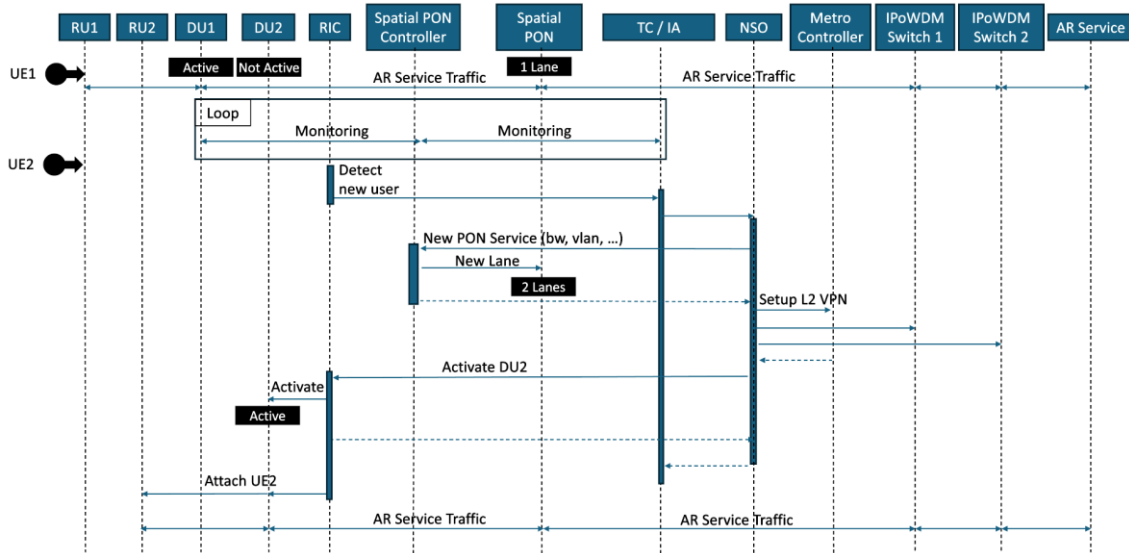 RU1
RU2
DU1
DU2
RIC
Spatial PON
Controller
Spatial
PON
TC / IA
NSO
Metro
Controller
IPoWDM
Switch 1
IPoWDM
Switch 2
AR Service
UE1
Active
Not Active
AR Service Traffic
1 Lane
AR Service Traffic
Loop
Monitoring
Monitoring
UE2
Detect
new user
New PON Service (bw, vlan, ...)
New Lane
2 Lanes
Setup L2 VPN
Activate DU2
Activate
Active
Attach UE2
AR Service Traffic
AR Service Traffic